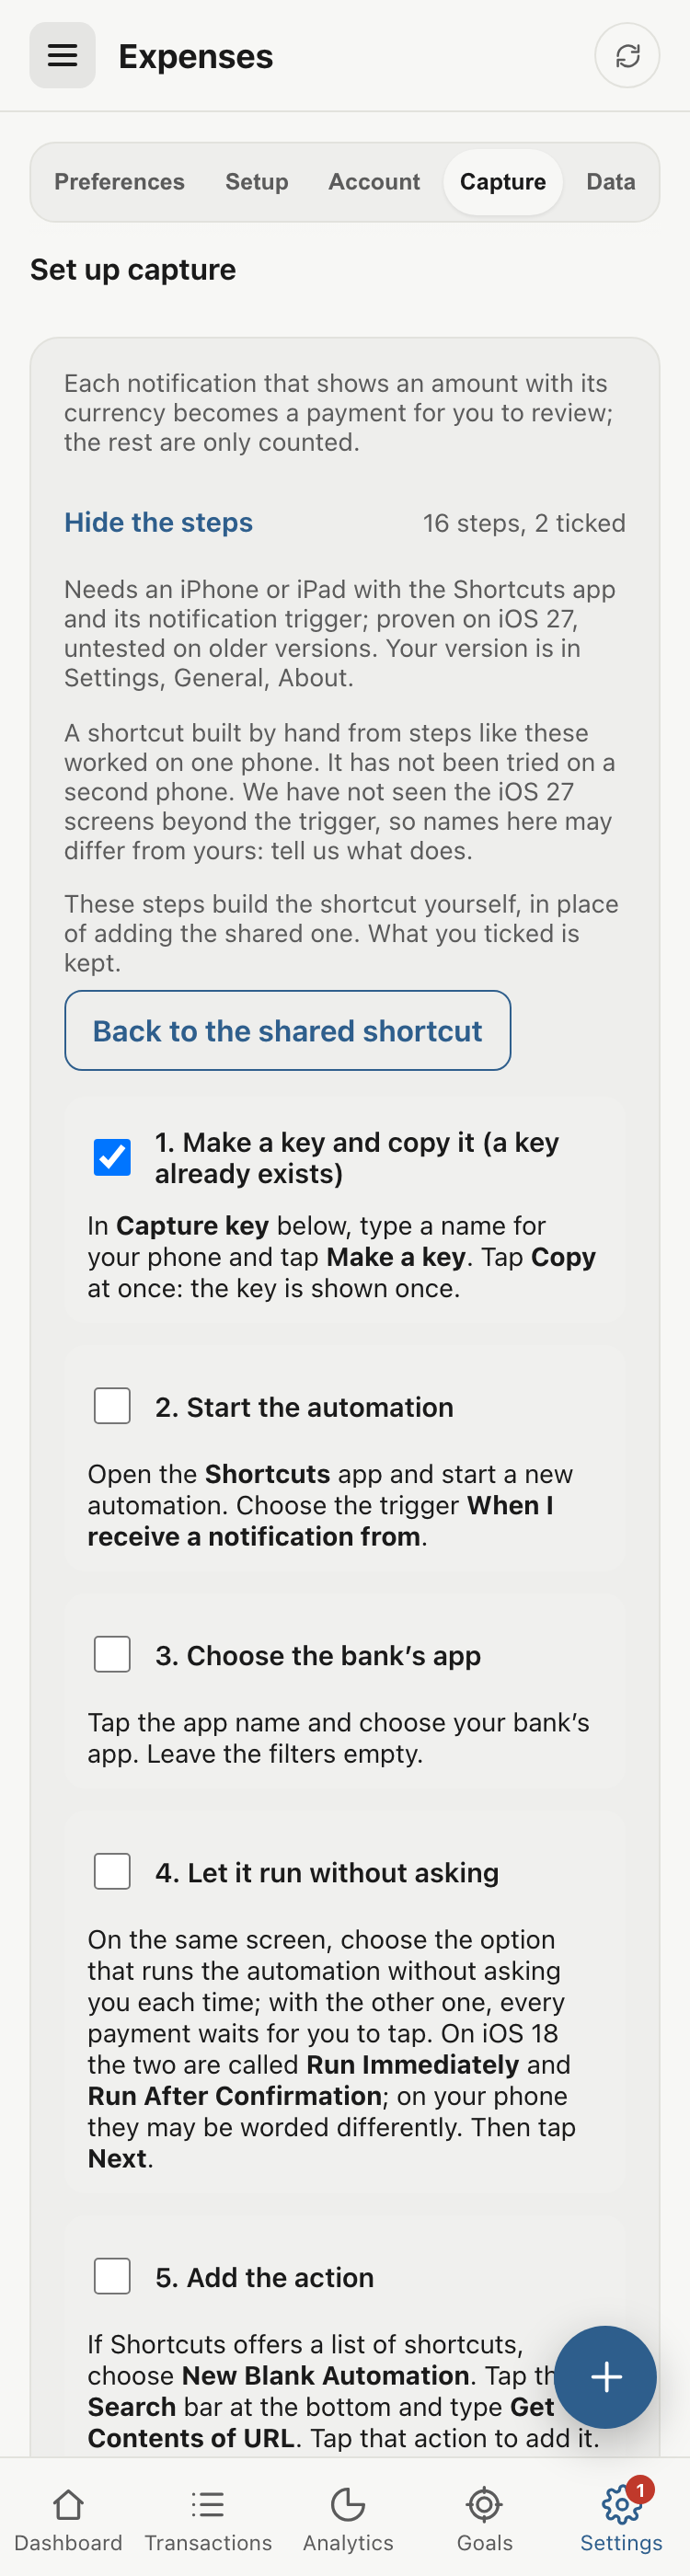 Expenses
Preferences
Setup
Account
Capture
Data
Set up capture
Each notification that shows an amount with its
currency becomes a payment for you to review;
the rest are only counted.
Hide the steps
16 steps, 2 ticked
Needs an iPhone or iPad with the Shortcuts app
and its notification trigger; proven on iOS 27,
untested on older versions. Your version is in
Settings, General, About.
A shortcut built by hand from steps like these
worked on one phone. It has not been tried on a
second phone. We have not seen the iOS 27
screens beyond the trigger, so names here may
differ from yours: tell us what does.
These steps build the shortcut yourself, in place
of adding the shared one. What you ticked is
kept.
Back to the shared shortcut
1. Make a key and copy it (a key
already exists)
In Capture key below, type a name for
your phone and tap Make a key. Tap Copy
at once: the key is shown once.
2. Start the automation
Open the Shortcuts app and start a new
automation. Choose the trigger When I
receive a notification from.
3. Choose the bank’s app
Tap the app name and choose your bank’s
app. Leave the filters empty.
4. Let it run without asking
On the same screen, choose the option
that runs the automation without asking
you each time; with the other one, every
payment waits for you to tap. On iOS 18
the two are called Run Immediately and
Run After Confirmation; on your phone
they may be worded differently. Then tap
Next.
5. Add the action
If Shortcuts offers a list of shortcuts,
choose New Blank Automation. Tap
Search bar at the bottom and type Get
Contents of URL. Tap that action to add it.
1
Dashboard
Transactions
Analytics
Goals
Settings